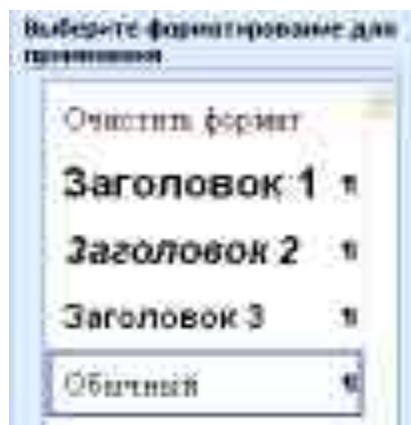 Выберите форматирование для
применения
Очистить формат
Заголовок 1 ¶
Заголовок 2 ¶
Заголовок 3 ¶
Обычный ¶